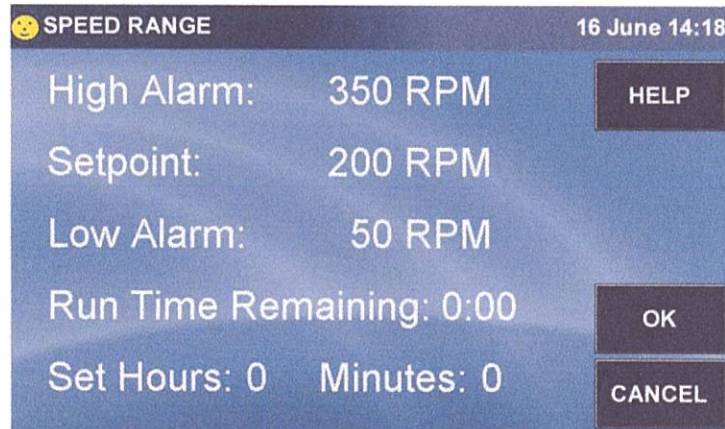 SPEED RANGE 16 June 14:18
High Alarm: 350 RPM
HELP
Setpoint: 200 RPM
Low Alarm: 50 RPM
Run Time Remaining: 0:00
OK
Set Hours: 0 Minutes: 0
CANCEL